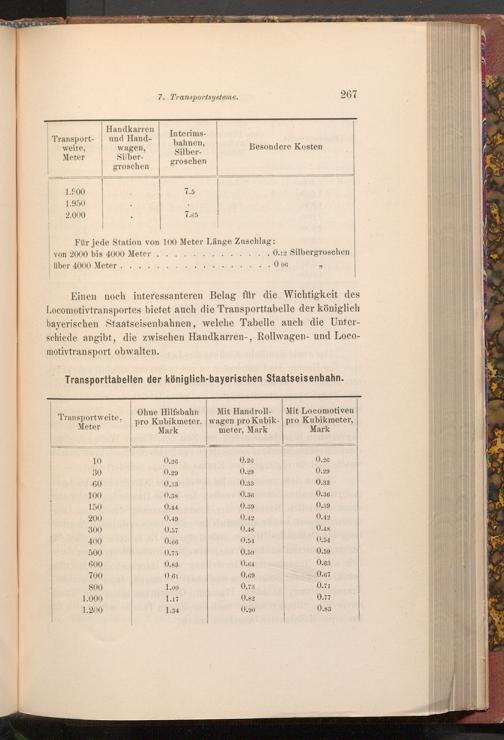 7. Transportsysteme. 267
Transport- weite, Meter | Handkarren und Hand- wagen, Silber- groschen | Interims- bahnen, Silber- groschen | Besondere Kosten
1.900 . 7.5
1.950 . .
2.000 .
Für jede Station von 100 Meter Länge Zuschlag:
von 2000 bis 4000 Meter . . . . . . . . . . . . . 0.12 Silbergroschen
über 4000 Meter . . . . . . . . . . . . . . . . . 0 06 „
Einen noch interessanteren Belag für die Wichtigkeit des
Locomotivtransportes bietet auch die Transporttabelle der königlich
bayerischen Staatseisenbahnen, welche Tabelle auch die Unter-
schiede angibt, die zwischen Handkarren-, Rollwagen- und Loco-
motivtransport obwalten.
Transporttabellen der königlich-bayerischen Staatseisenbahn.
Transportweite, Meter | Ohne Hilfsbahn pro Kubikmeter. Mark | Mit Handroll- wagen pro Kubik- meter, Mark | Mit Locomotiven pro Kubikmeter, Mark
10 0.26 0.26 0.26
30 0.29 0.29 0.29
60 0.33 0.33 0.33
100 0.38 0.36 0.36
150 0.44 0.39 0.39
200 0.49 0.42 0.42
300 0.57 0.48 0.48
400 0.66 0.54 0.54
500 0.75 0.59 0.59
600 0.83 0.64 0.63
700 0 61 0.69 0.67
800 1.00 0.73 0.71
1.000 1.17 0.82 0.77
1.200 1.34 0.90 0.83